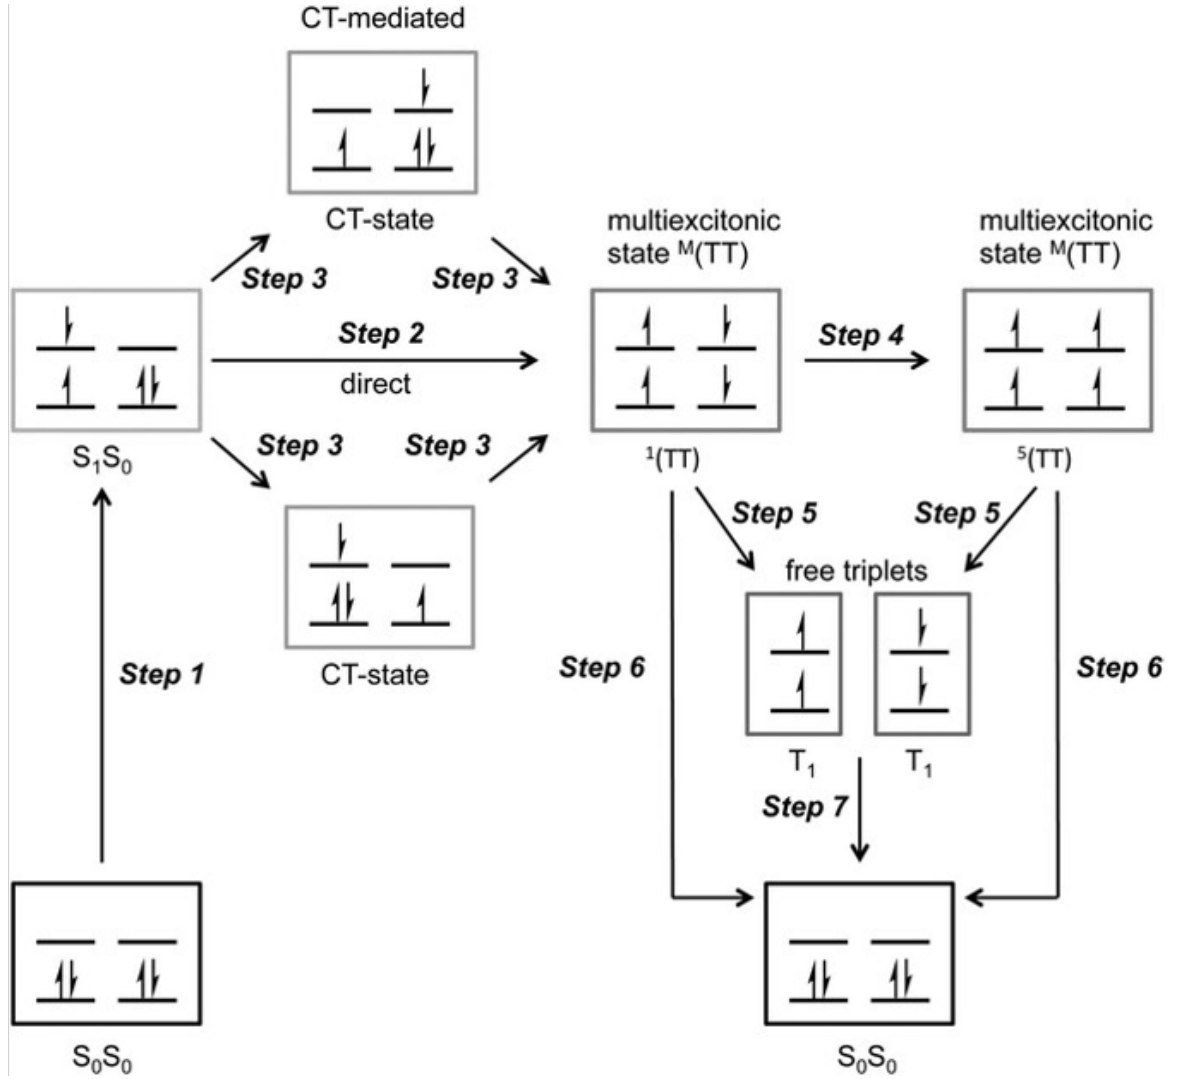 CT-mediated
CT-state
multiexcitonic
state ᴹ(TT)
multiexcitonic
state ᴹ(TT)
Step 3
Step 3
Step 2
direct
Step 4
S₁S₀
Step 3
Step 3
¹(TT)
⁵(TT)
Step 5
Step 5
free triplets
CT-state
Step 1
Step 6
Step 6
T₁
T₁
Step 7
S₀S₀
S₀S₀